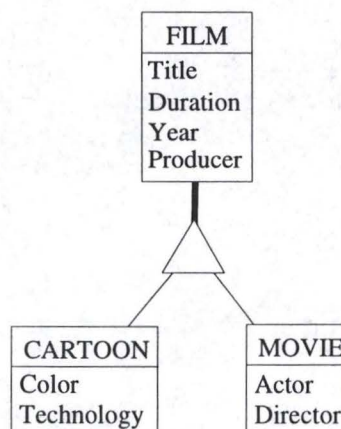 FILM
Title
Duration
Year
Producer
CARTOON
Color
Technology
MOVIE
Actor
Director